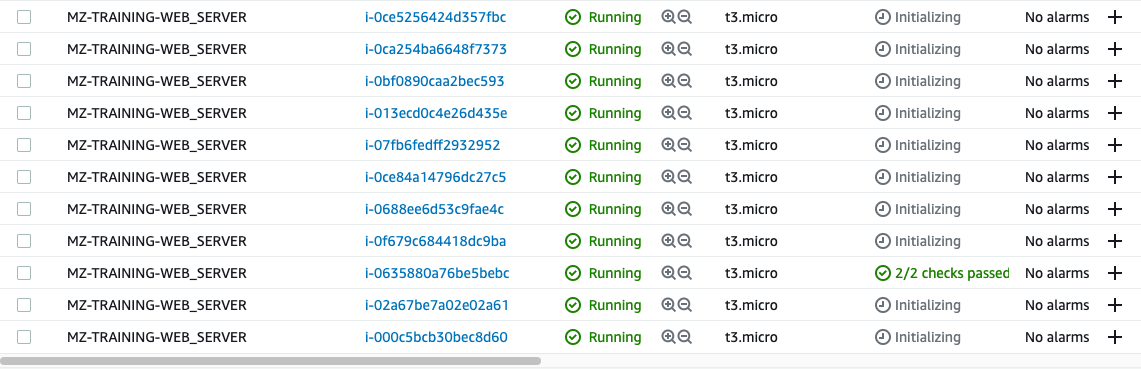 MZ-TRAINING-WEB_SERVER i-0ce5256424d357fbc Running t3.micro Initializing No alarms
MZ-TRAINING-WEB_SERVER i-0ca254ba6648f7373 Running t3.micro Initializing No alarms
MZ-TRAINING-WEB_SERVER i-0bf0890caa2bec593 Running t3.micro Initializing No alarms
MZ-TRAINING-WEB_SERVER i-013ecd0c4e26d435e Running t3.micro Initializing No alarms
MZ-TRAINING-WEB_SERVER i-07fb6fedff2932952 Running t3.micro Initializing No alarms
MZ-TRAINING-WEB_SERVER i-0ce84a14796dc27c5 Running t3.micro Initializing No alarms
MZ-TRAINING-WEB_SERVER i-0688ee6d53c9fae4c Running t3.micro Initializing No alarms
MZ-TRAINING-WEB_SERVER i-0f679c684418dc9ba Running t3.micro Initializing No alarms
MZ-TRAINING-WEB_SERVER i-0635880a76be5bebc Running t3.micro 2/2 checks passed No alarms
MZ-TRAINING-WEB_SERVER i-02a67be7a02e02a61 Running t3.micro Initializing No alarms
MZ-TRAINING-WEB_SERVER i-000c5bcb30bec8d60 Running t3.micro Initializing No alarms